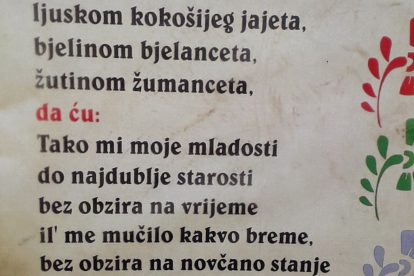 ljuskom kokošijeg jajeta,
bjelinom bjelanceta,
žutinom žumanceta,
da ću:
Tako mi moje mladosti
do najdublje starosti
bez obzira na vrijeme
il' me mučilo kakvo breme,
bez obzira na novčano stanje